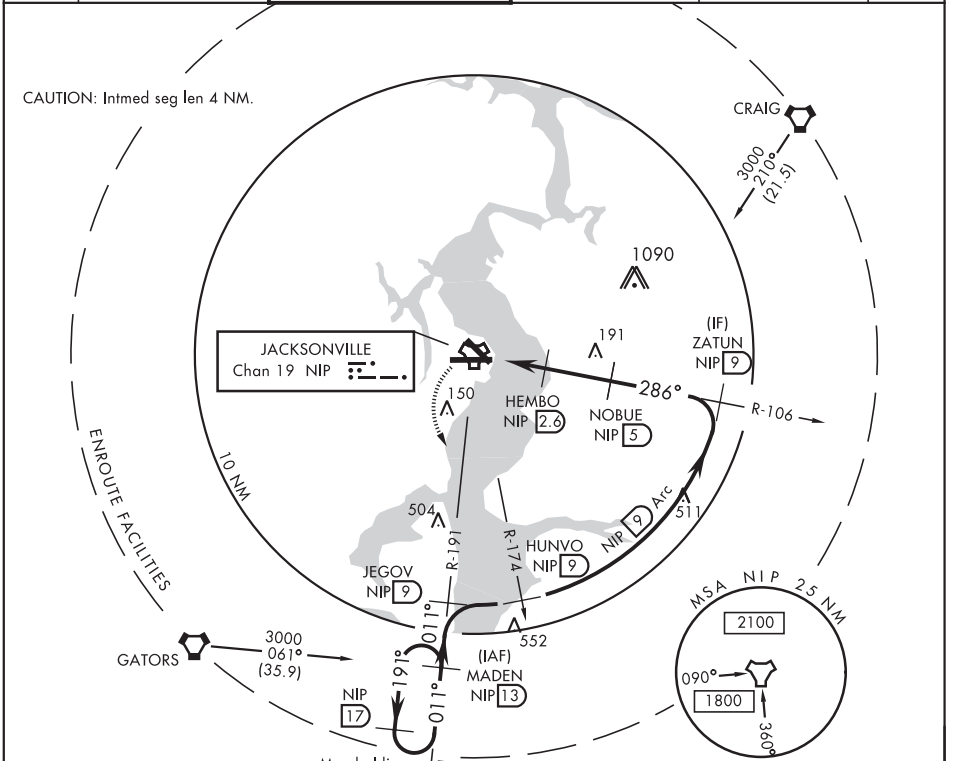 CAUTION: Intmed seg len 4 NM.
CRAIG
3000
210°
(21.5)
1090
191
(IF)
ZATUN
NIP 9
JACKSONVILLE
Chan 19 NIP
150
HEMBO
NIP 2.6
NOBUE
NIP 5
286°
R-106
ENROUTE FACILITIES
10 NM
504
R-191
R-174
HUNVO
NIP 9
NIP 9 Arc
511
JEGOV
NIP 9
011°
552
GATORS
3000
061°
(35.9)
191°
(IAF)
MADEN
NIP 13
NIP
17
011°
MSA NIP 25 NM
2100
090°
1800
360°